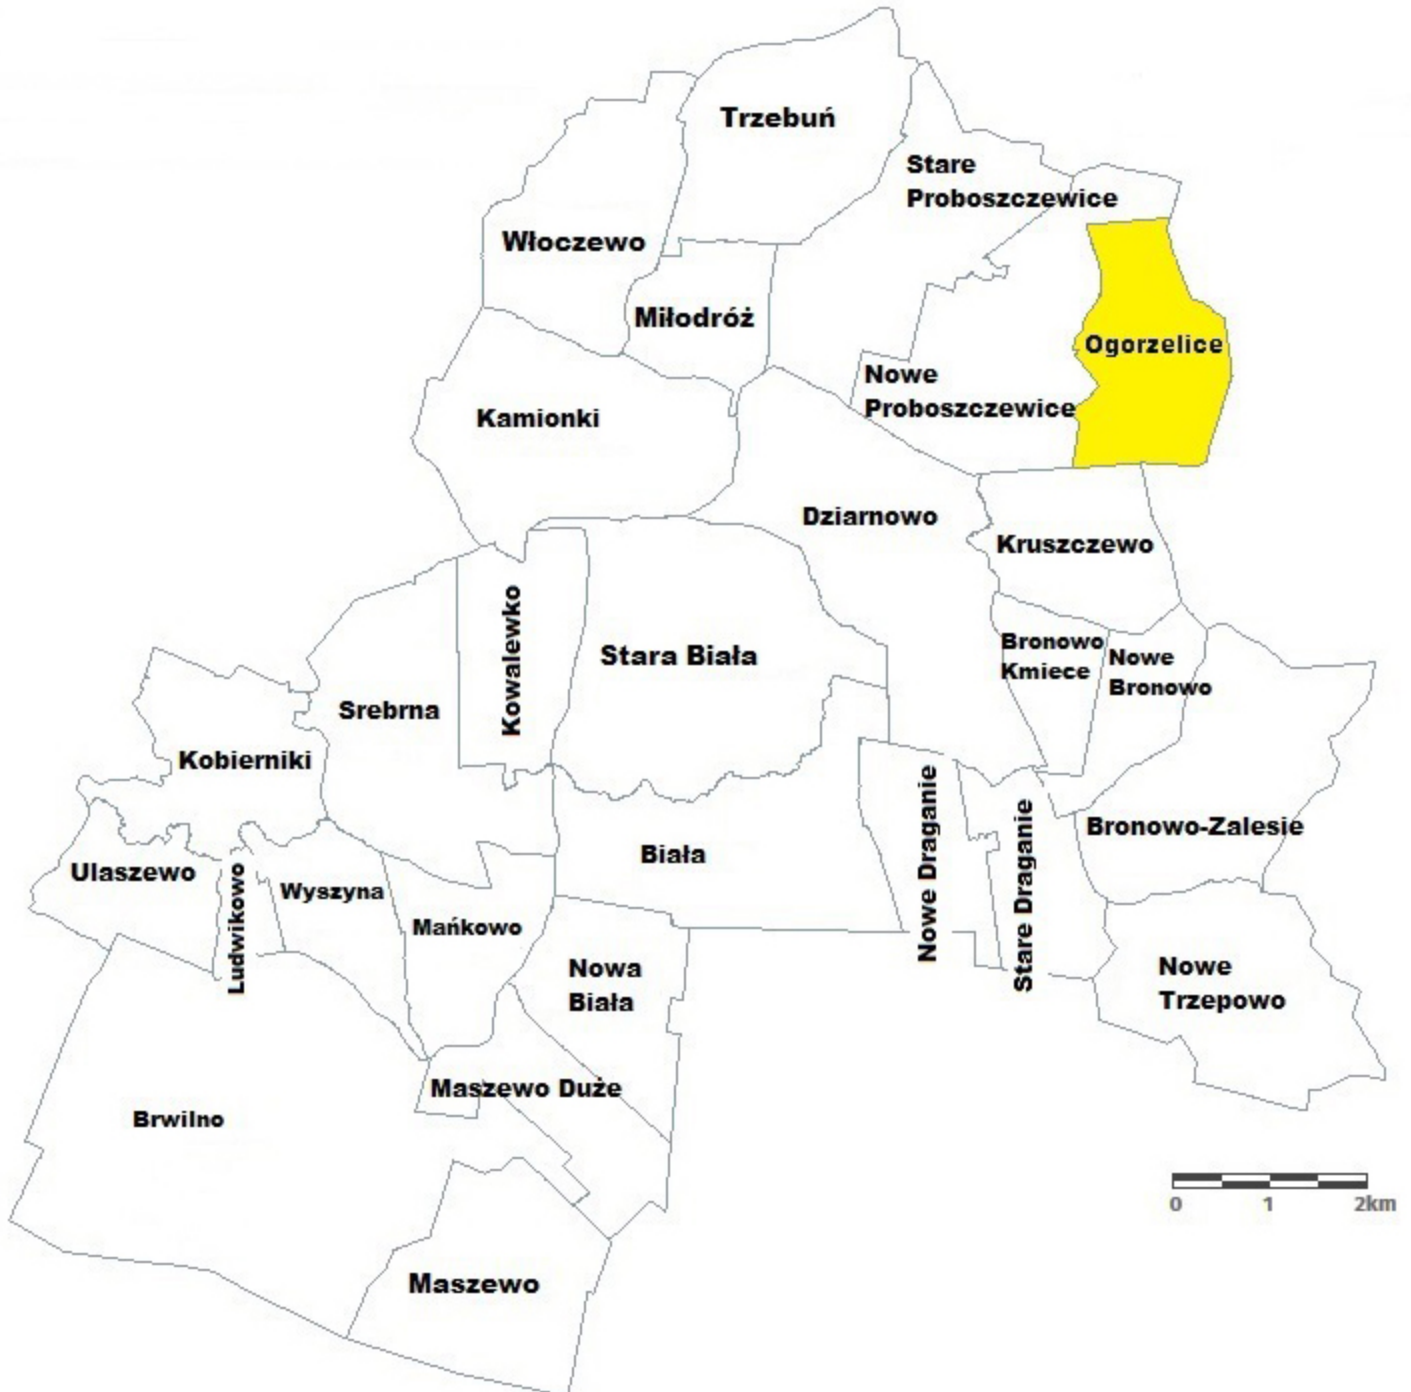 Trzebuń
Stare
Proboszczewice
Włoczewo
Miłodróż
Ogorzelice
Nowe
Proboszczewice
Kamionki
Dziarnowo
Kruszczewo
Kowalewko
Stara Biała
Bronowo
Kmiece
Nowe
Bronowo
Srebrna
Kobierniki
Nowe Draganie
Stare Draganie
Bronowo-Zalesie
Biała
Ulaszewo
Ludwikowo
Wyszyna
Mańkowo
Nowa
Biała
Nowe
Trzepowo
Maszewo Duże
Brwilno
0 1 2km
Maszewo